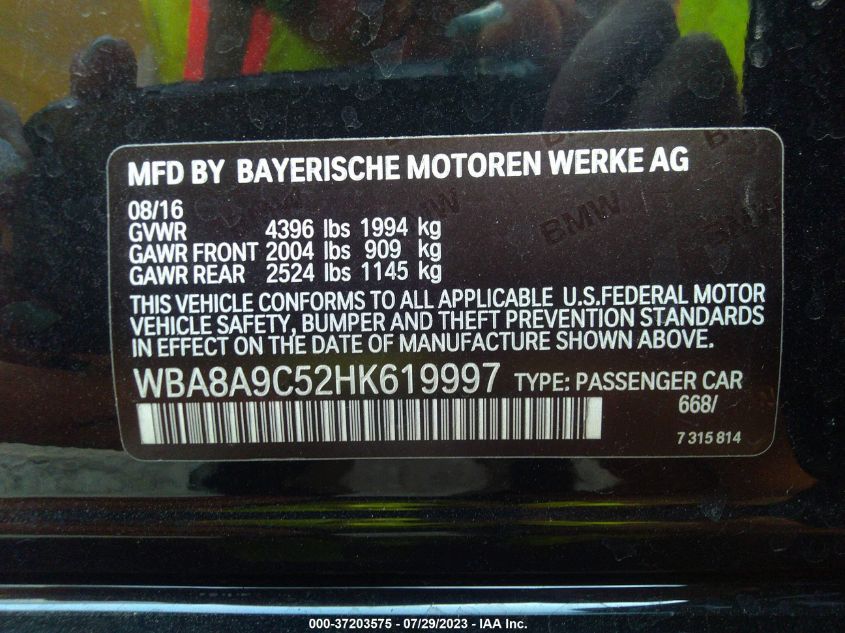 MFD BY BAYERISCHE MOTOREN WERKE AG
08/16
GVWR 4396 lbs 1994 kg
GAWR FRONT 2004 lbs 909 kg
GAWR REAR 2524 lbs 1145 kg
THIS VEHICLE CONFORMS TO ALL APPLICABLE U.S.FEDERAL MOTOR
VEHICLE SAFETY, BUMPER AND THEFT PREVENTION STANDARDS
IN EFFECT ON THE DATE OF MANUFACTURE SHOWN ABOVE.
WBA8A9C52HK619997 TYPE: PASSENGER CAR
668/
7 315 814
BMW
000-37203575 - 07/29/2023 - IAA Inc.